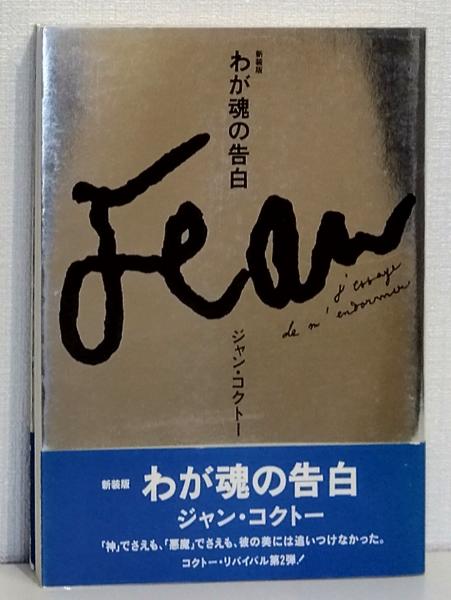 新装版
わが魂の告白
Jean
j'essaye
de m'endormir
ジャン・コクトー
新装版 わが魂の告白
ジャン・コクトー
「神」でさえも、「悪魔」でさえも、彼の美には追いつけなかった。
コクトー・リバイバル第2弾!